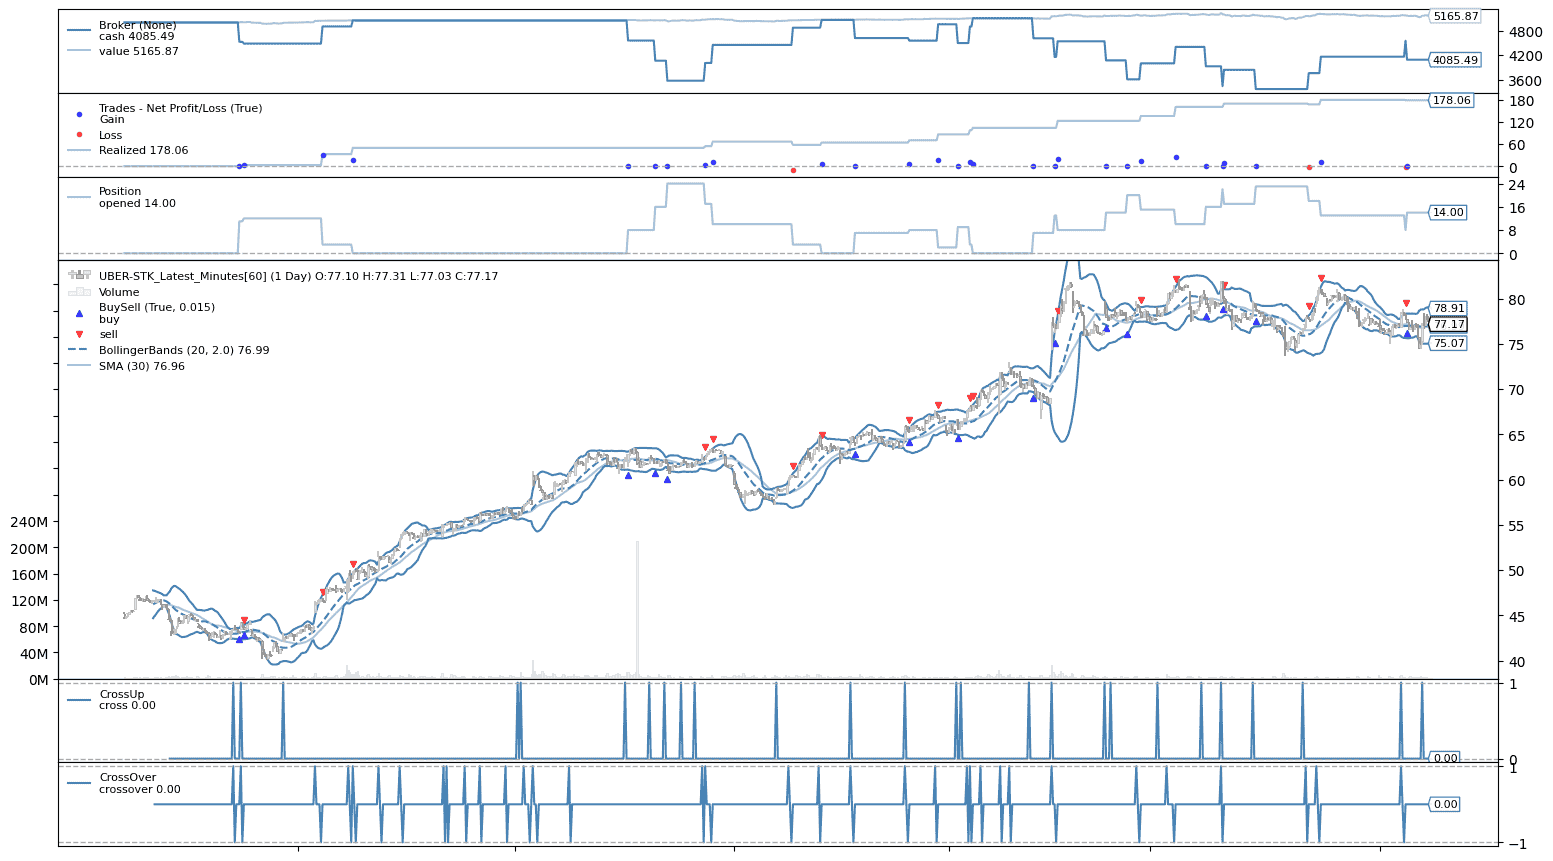 Broker (None)
cash 4085.49
value 5165.87
5165.87
4800
4085.49
4200
3600
Trades - Net Profit/Loss (True)
Gain
Loss
Realized 178.06
178.06
180
120
60
0
Position
opened 14.00
24
16
14.00
8
0
UBER-STK_Latest_Minutes[60] (1 Day) O:77.10 H:77.31 L:77.03 C:77.17
Volume
BuySell (True, 0.015)
buy
sell
BollingerBands (20, 2.0) 76.99
SMA (30) 76.96
80
78.91
77.17
75.07
75
70
65
60
55
50
45
40
240M
200M
160M
120M
80M
40M
0M
CrossUp
cross 0.00
1
0.00
0
CrossOver
crossover 0.00
1
0.00
−1